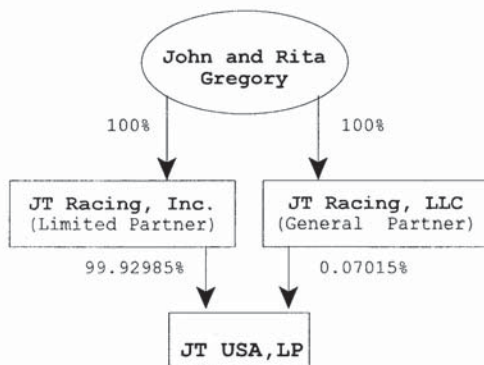 John and Rita
Gregory
100% 100%
JT Racing, Inc. JT Racing, LLC
(Limited Partner) (General Partner)
99.92985% 0.07015%
JT USA,LP